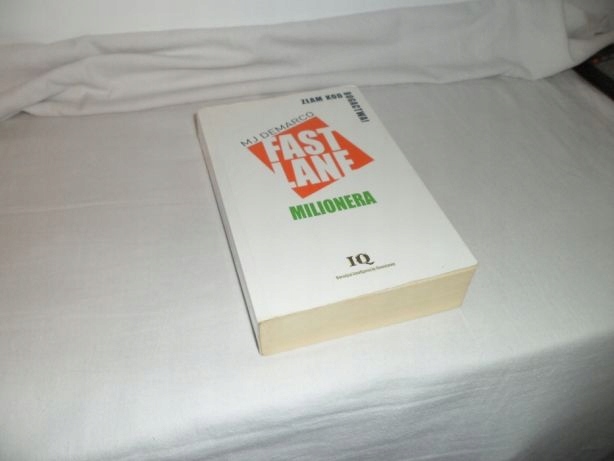 ZŁAM KOD
BOGACTWA!
MJ DEMARCO
FAST
LANE
MILIONERA
IQ